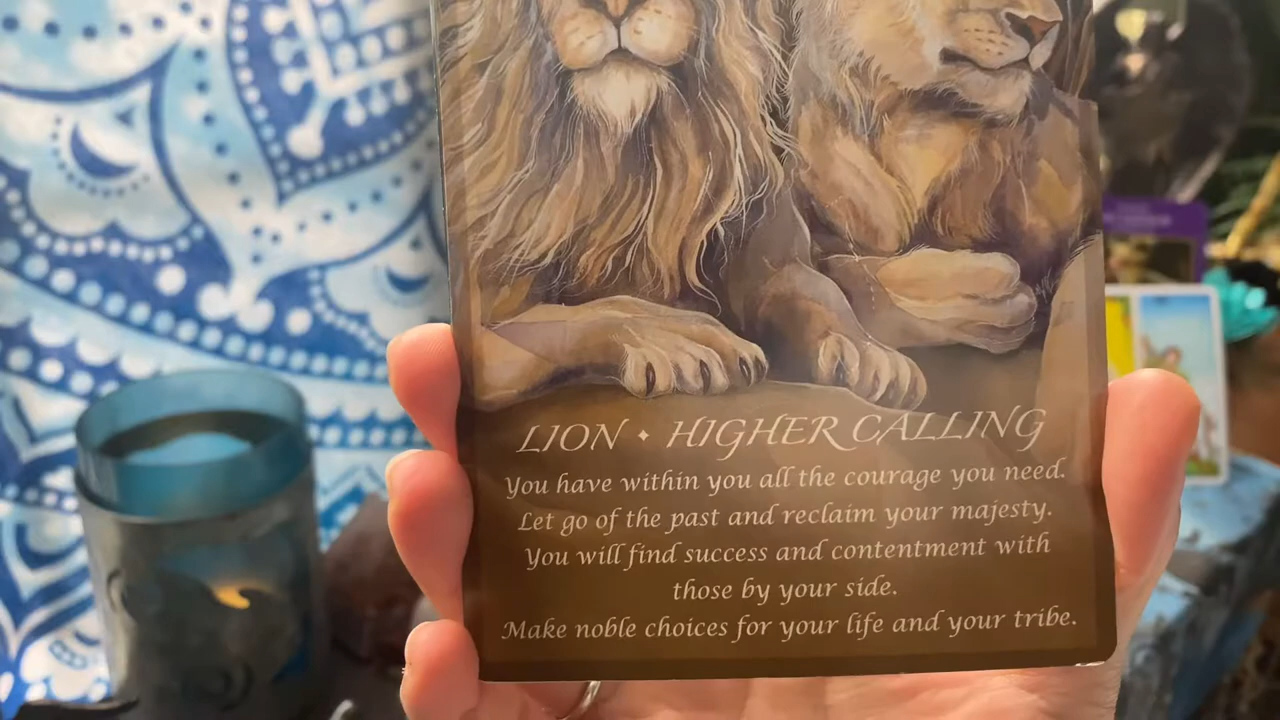 LION ✦ HIGHER CALLING
You have within you all the courage you need.
Let go of the past and reclaim your majesty.
You will find success and contentment with
those by your side.
Make noble choices for your life and your tribe.